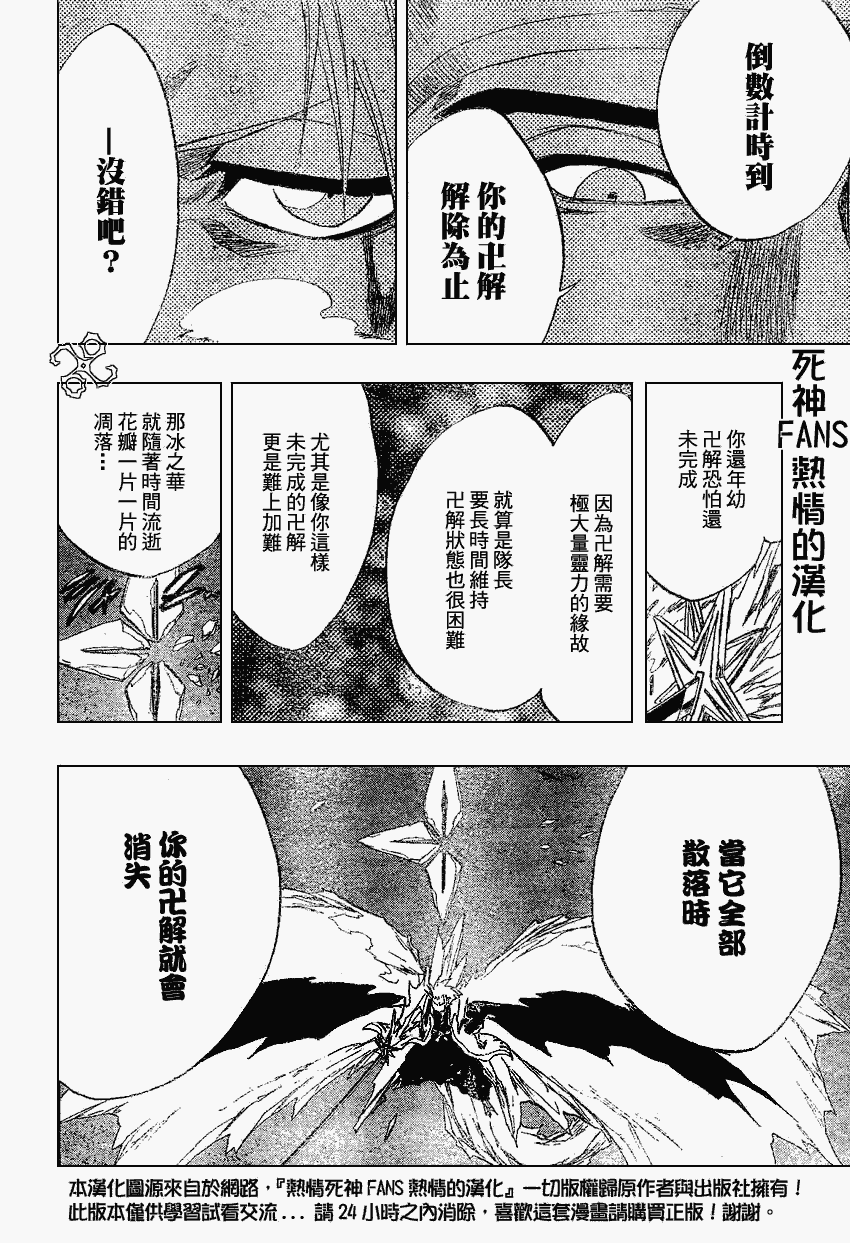 倒數計時到
你的卍解
解除為止
—沒錯吧？
你還年幼
卍解恐怕還
未完成
因為卍解需要
極大量靈力的緣故
就算是隊長
要長時間維持
卍解狀態也很困難
尤其是像你這樣
未完成的卍解
更是難上加難
那冰之華
就隨著時間流逝
花瓣一片一片的
凋落…
當它全部
散落時
你的卍解就會
消失
死神FANS熱情的漢化
本漢化圖源來自於網路，『熱情死神FANS熱情的漢化』一切版權歸原作者與出版社擁有！
此版本僅供學習試看交流...請24小時之內消除，喜歡這套漫畫請購買正版！謝謝。